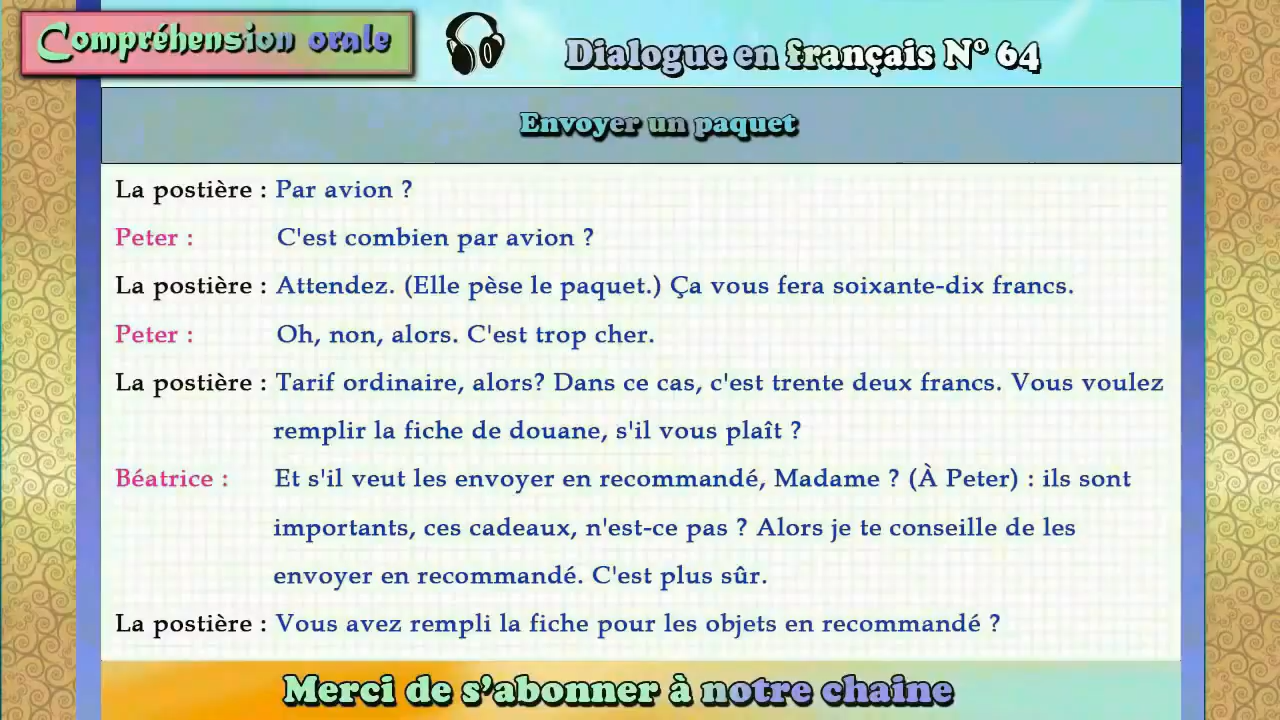 Compréhension orale
Dialogue en français N° 64
Envoyer un paquet
La postière : Par avion ?
Peter : C'est combien par avion ?
La postière : Attendez. (Elle pèse le paquet.) Ça vous fera soixante-dix francs.
Peter : Oh, non, alors. C'est trop cher.
La postière : Tarif ordinaire, alors? Dans ce cas, c'est trente deux francs. Vous voulez
remplir la fiche de douane, s'il vous plaît ?
Béatrice : Et s'il veut les envoyer en recommandé, Madame ? (À Peter) : ils sont
importants, ces cadeaux, n'est-ce pas ? Alors je te conseille de les
envoyer en recommandé. C'est plus sûr.
La postière : Vous avez rempli la fiche pour les objets en recommandé ?
Merci de s’abonner à notre chaine